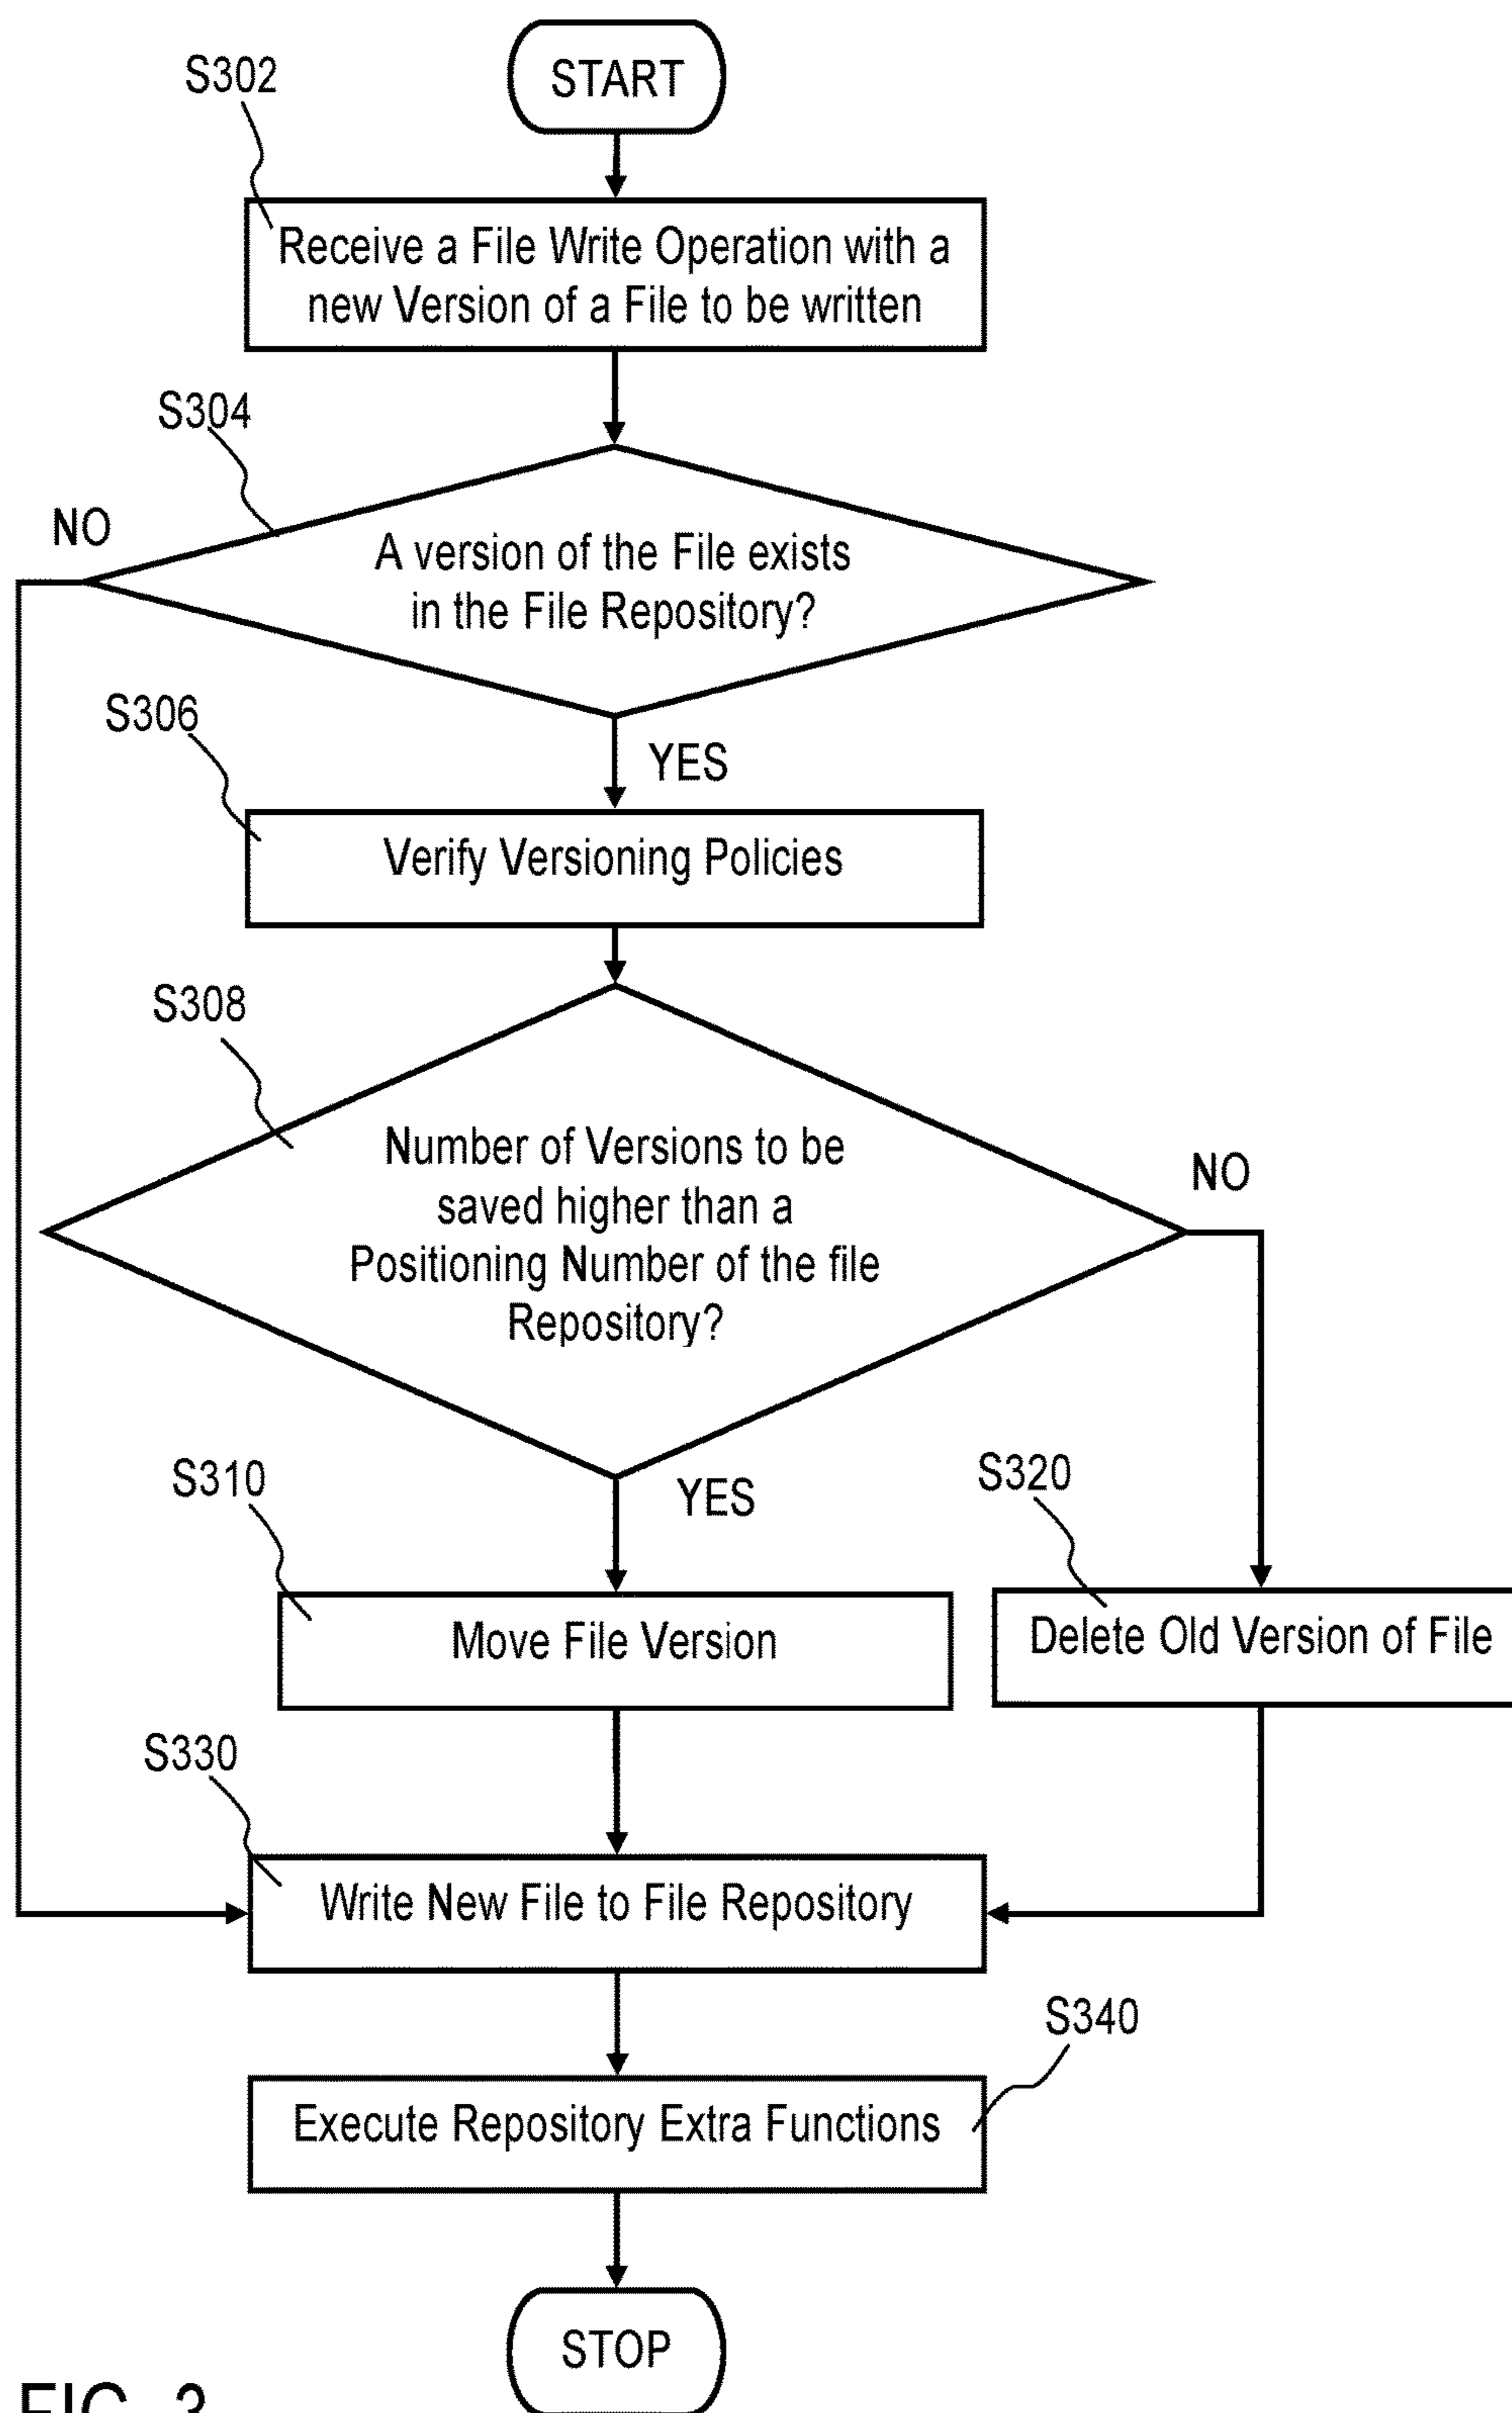 START
S302
Receive a File Write Operation with a
new Version of a File to be written
S304
NO
A version of the File exists
in the File Repository?
S306
YES
Verify Versioning Policies
S308
Number of Versions to be
saved higher than a
Positioning Number of the file
Repository?
NO
S310
YES
S320
Move File Version
Delete Old Version of File
S330
Write New File to File Repository
S340
Execute Repository Extra Functions
STOP
FIG. 3